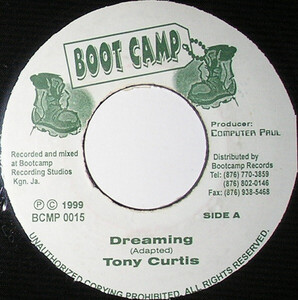 BOOT CAMP
Producer:
COMPUTER PAUL
Recorded and mixed
at Bootcamp
Recording Studios
Kgn. Ja.
Distributed by
Bootcamp Records
Tel: (876) 770-3859
(876) 802-0146
Fax: (876) 938-5468
℗ © 1999
BCMP 0015
SIDE A
Dreaming
(Adapted)
Tony Curtis
UNAUTHORIZED COPYING PROHIBITED. ALL RIGHTS RESERVED.